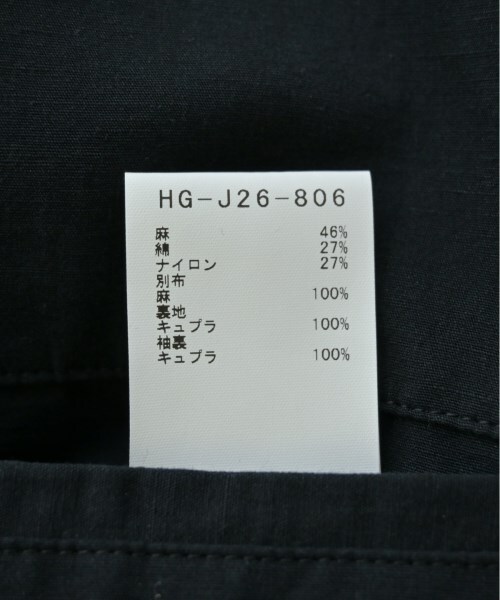 HG-J26-806
麻 46%
綿 27%
ナイロン 27%
別布
麻 100%
裏地
キュプラ 100%
袖裏
キュプラ 100%